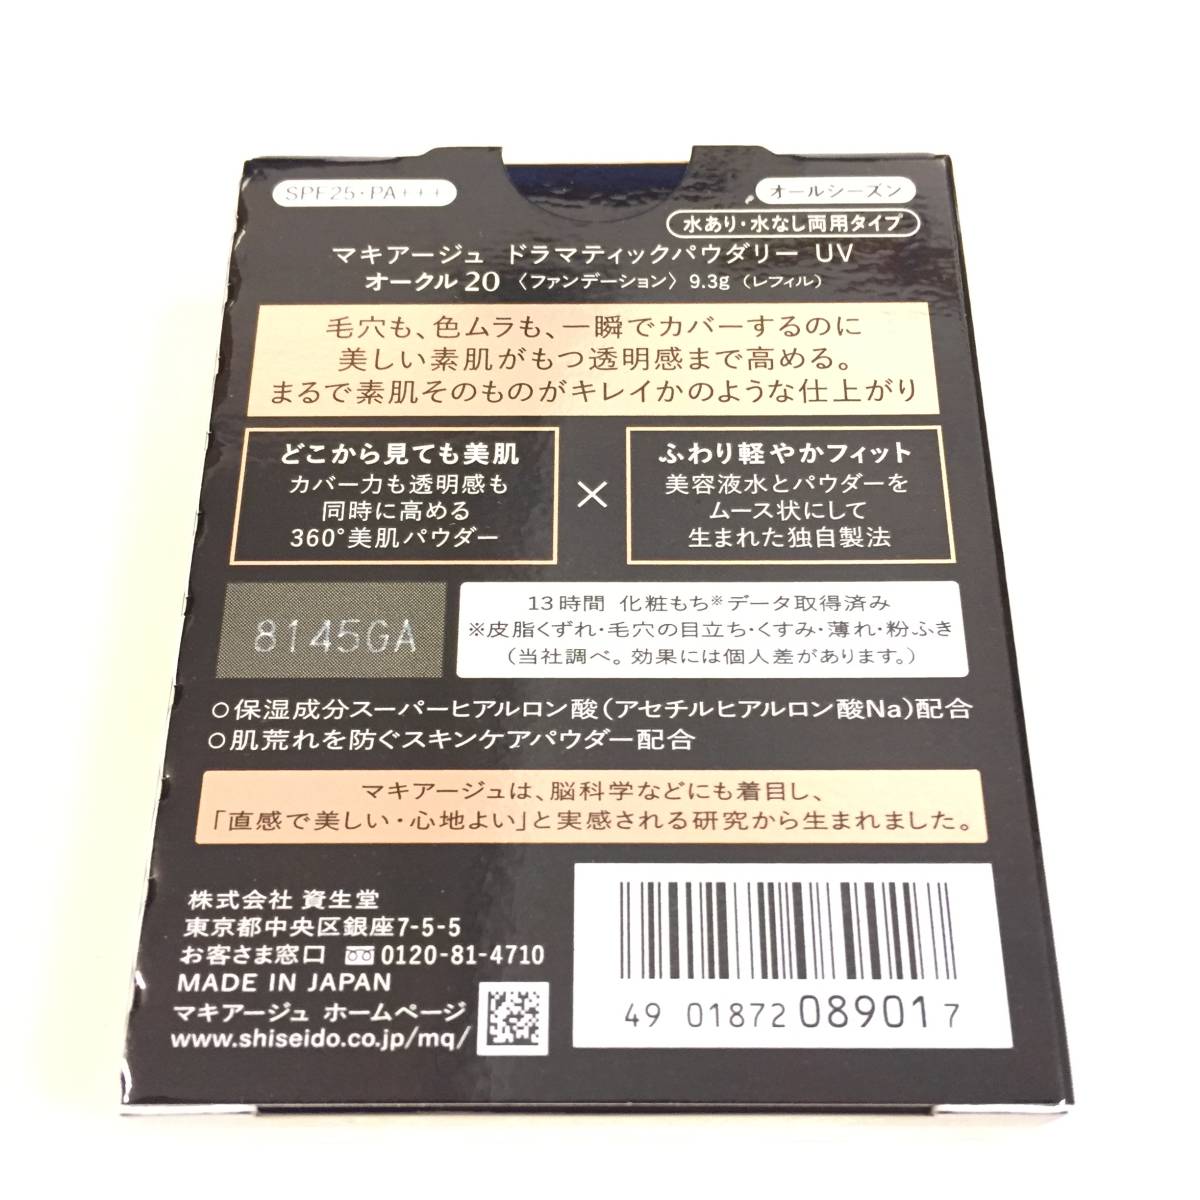 SPF25・PA+++
オールシーズン
水あり・水なし両用タイプ
マキアージュ ドラマティックパウダリー UV
オークル20 〈ファンデーション〉 9.3g (レフィル)
毛穴も、色ムラも、一瞬でカバーするのに
美しい素肌がもつ透明感まで高める。
まるで素肌そのものがキレイかのような仕上がり
どこから見ても美肌
カバー力も透明感も
同時に高める
360°美肌パウダー
×
ふわり軽やかフィット
美容液水とパウダーを
ムース状にして
生まれた独自製法
8145GA
13時間 化粧もち※データ取得済み
※皮脂くずれ・毛穴の目立ち・くすみ・薄れ・粉ふき
(当社調べ。効果には個人差があります。)
○保湿成分スーパーヒアルロン酸(アセチルヒアルロン酸Na)配合
○肌荒れを防ぐスキンケアパウダー配合
マキアージュは、脳科学などにも着目し、
「直感で美しい・心地よい」と実感される研究から生まれました。
株式会社 資生堂
東京都中央区銀座7-5-5
お客さま窓口 0120-81-4710
MADE IN JAPAN
マキアージュ ホームページ
www.shiseido.co.jp/mq/
49 01872 08901 7